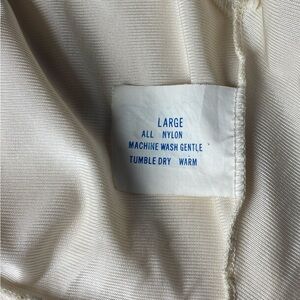 LARGE
ALL NYLON
MACHINE WASH GENTLE
TUMBLE DRY WARM